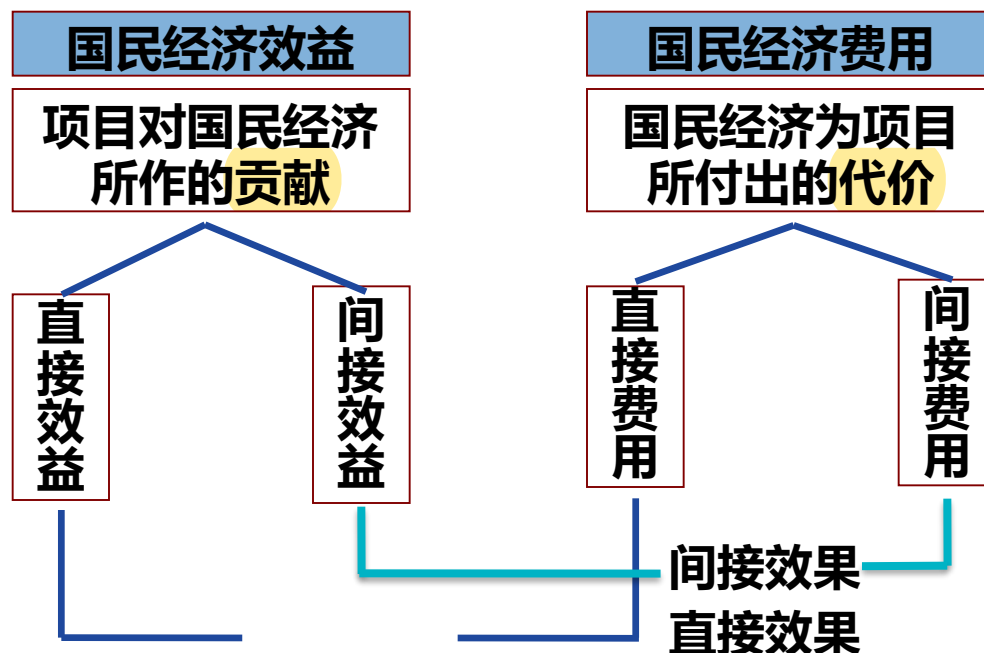 国民经济效益
国民经济费用
项目对国民经济
所作的贡献
国民经济为项目
所付出的代价
直接效益
间接效益
直接费用
间接费用
间接效果
直接效果